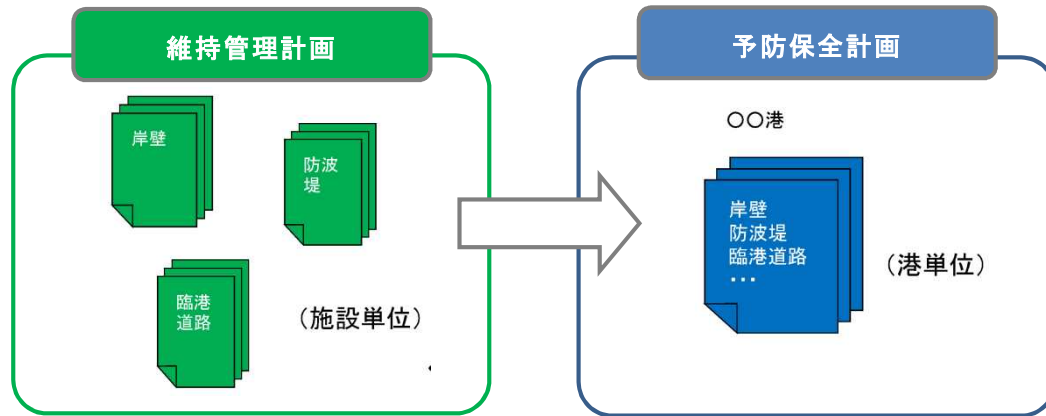 維持管理計画
岸壁
防波
堤
臨港
道路
（施設単位）
予防保全計画
〇〇港
岸壁
防波堤
臨港道路
…
（港単位）